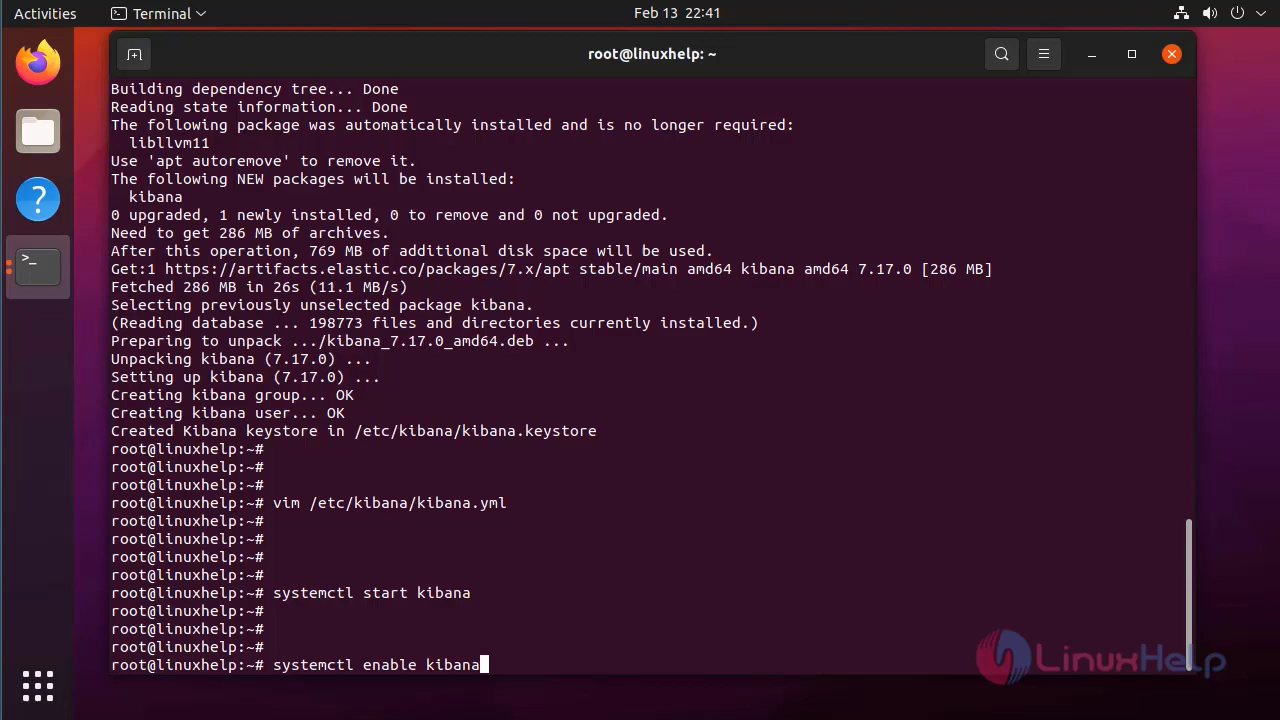 Activities
Terminal
Feb 13 22:41
root@linuxhelp: ~
Building dependency tree... Done
Reading state information... Done
The following package was automatically installed and is no longer required:
libllvm11
Use 'apt autoremove' to remove it.
The following NEW packages will be installed:
kibana
0 upgraded, 1 newly installed, 0 to remove and 0 not upgraded.
Need to get 286 MB of archives.
After this operation, 769 MB of additional disk space will be used.
Get:1 https://artifacts.elastic.co/packages/7.x/apt stable/main amd64 kibana amd64 7.17.0 [286 MB]
Fetched 286 MB in 26s (11.1 MB/s)
Selecting previously unselected package kibana.
(Reading database ... 198773 files and directories currently installed.)
Preparing to unpack .../kibana_7.17.0_amd64.deb ...
Unpacking kibana (7.17.0) ...
Setting up kibana (7.17.0) ...
Creating kibana group... OK
Creating kibana user... OK
Created Kibana keystore in /etc/kibana/kibana.keystore
root@linuxhelp:~#
root@linuxhelp:~#
root@linuxhelp:~#
root@linuxhelp:~# vim /etc/kibana/kibana.yml
root@linuxhelp:~#
root@linuxhelp:~#
root@linuxhelp:~#
root@linuxhelp:~#
root@linuxhelp:~# systemctl start kibana
root@linuxhelp:~#
root@linuxhelp:~#
root@linuxhelp:~#
root@linuxhelp:~# systemctl enable kibana
LinuxHelp